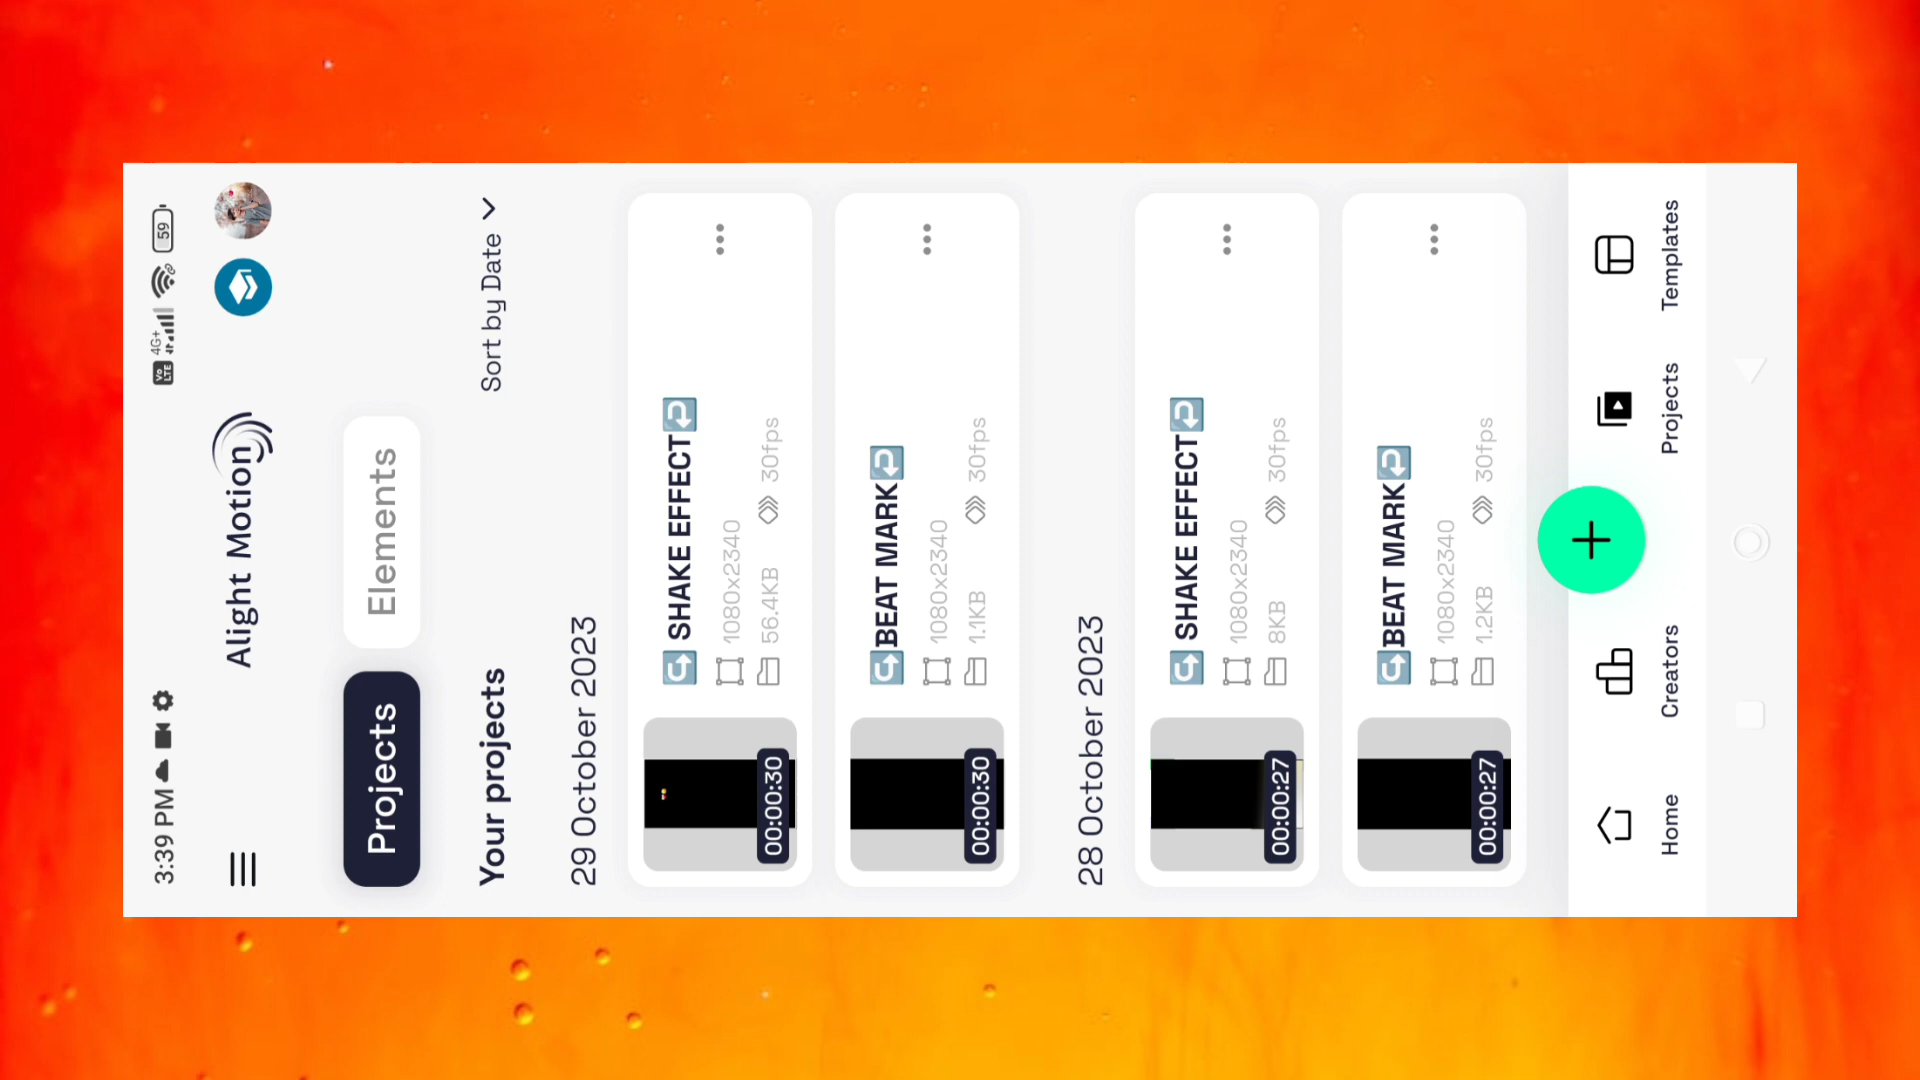 3:39 PM
Vo LTE 4G+ 59
Alight Motion
Projects
Elements
Your projects
Sort by Date
29 October 2023
↪️ SHAKE EFFECT↩️
1080x2340
56.4KB 30fps
00:00:30
↪️BEAT MARK↩️
1080x2340
1.1KB 30fps
00:00:30
28 October 2023
↪️ SHAKE EFFECT↩️
1080x2340
8KB 30fps
00:00:27
↪️BEAT MARK↩️
1080x2340
1.2KB 30fps
00:00:27
Home
Creators
Projects
Templates